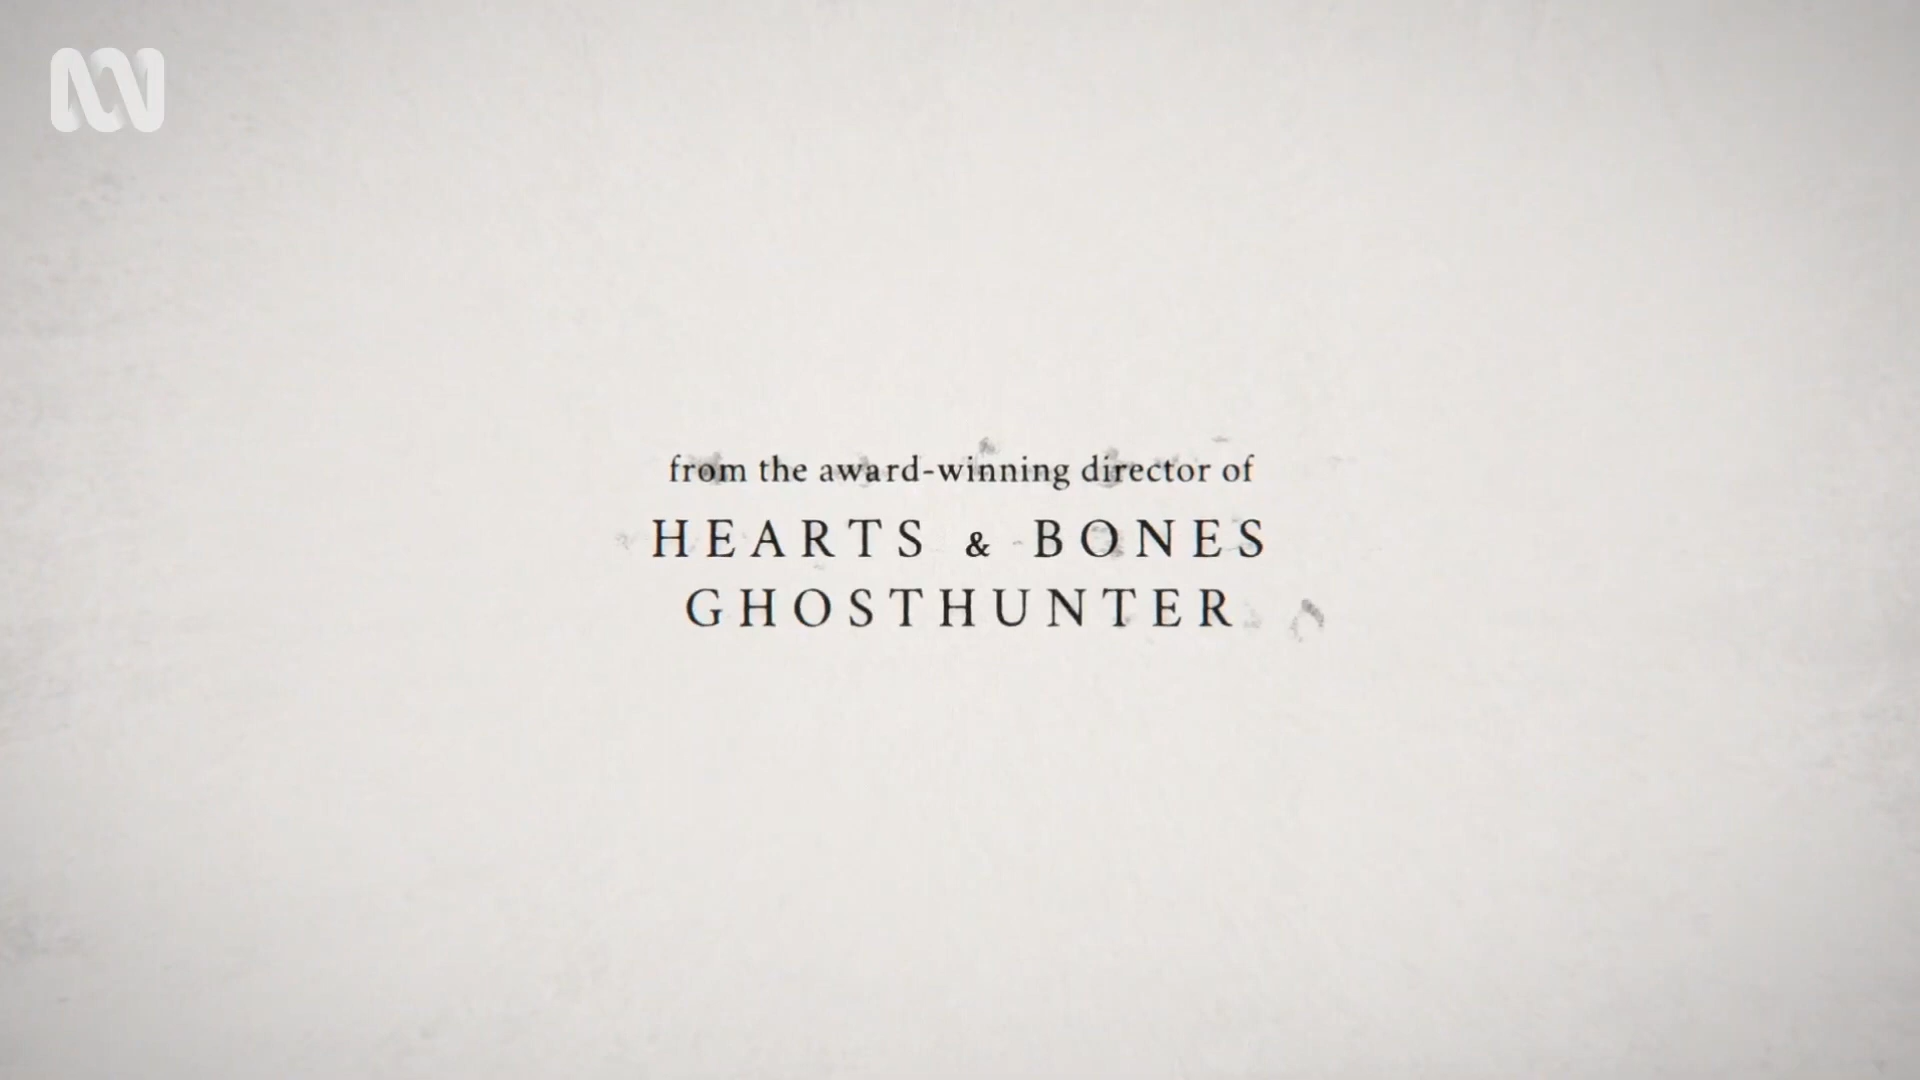 from the award-winning director of
HEARTS & BONES
GHOSTHUNTER